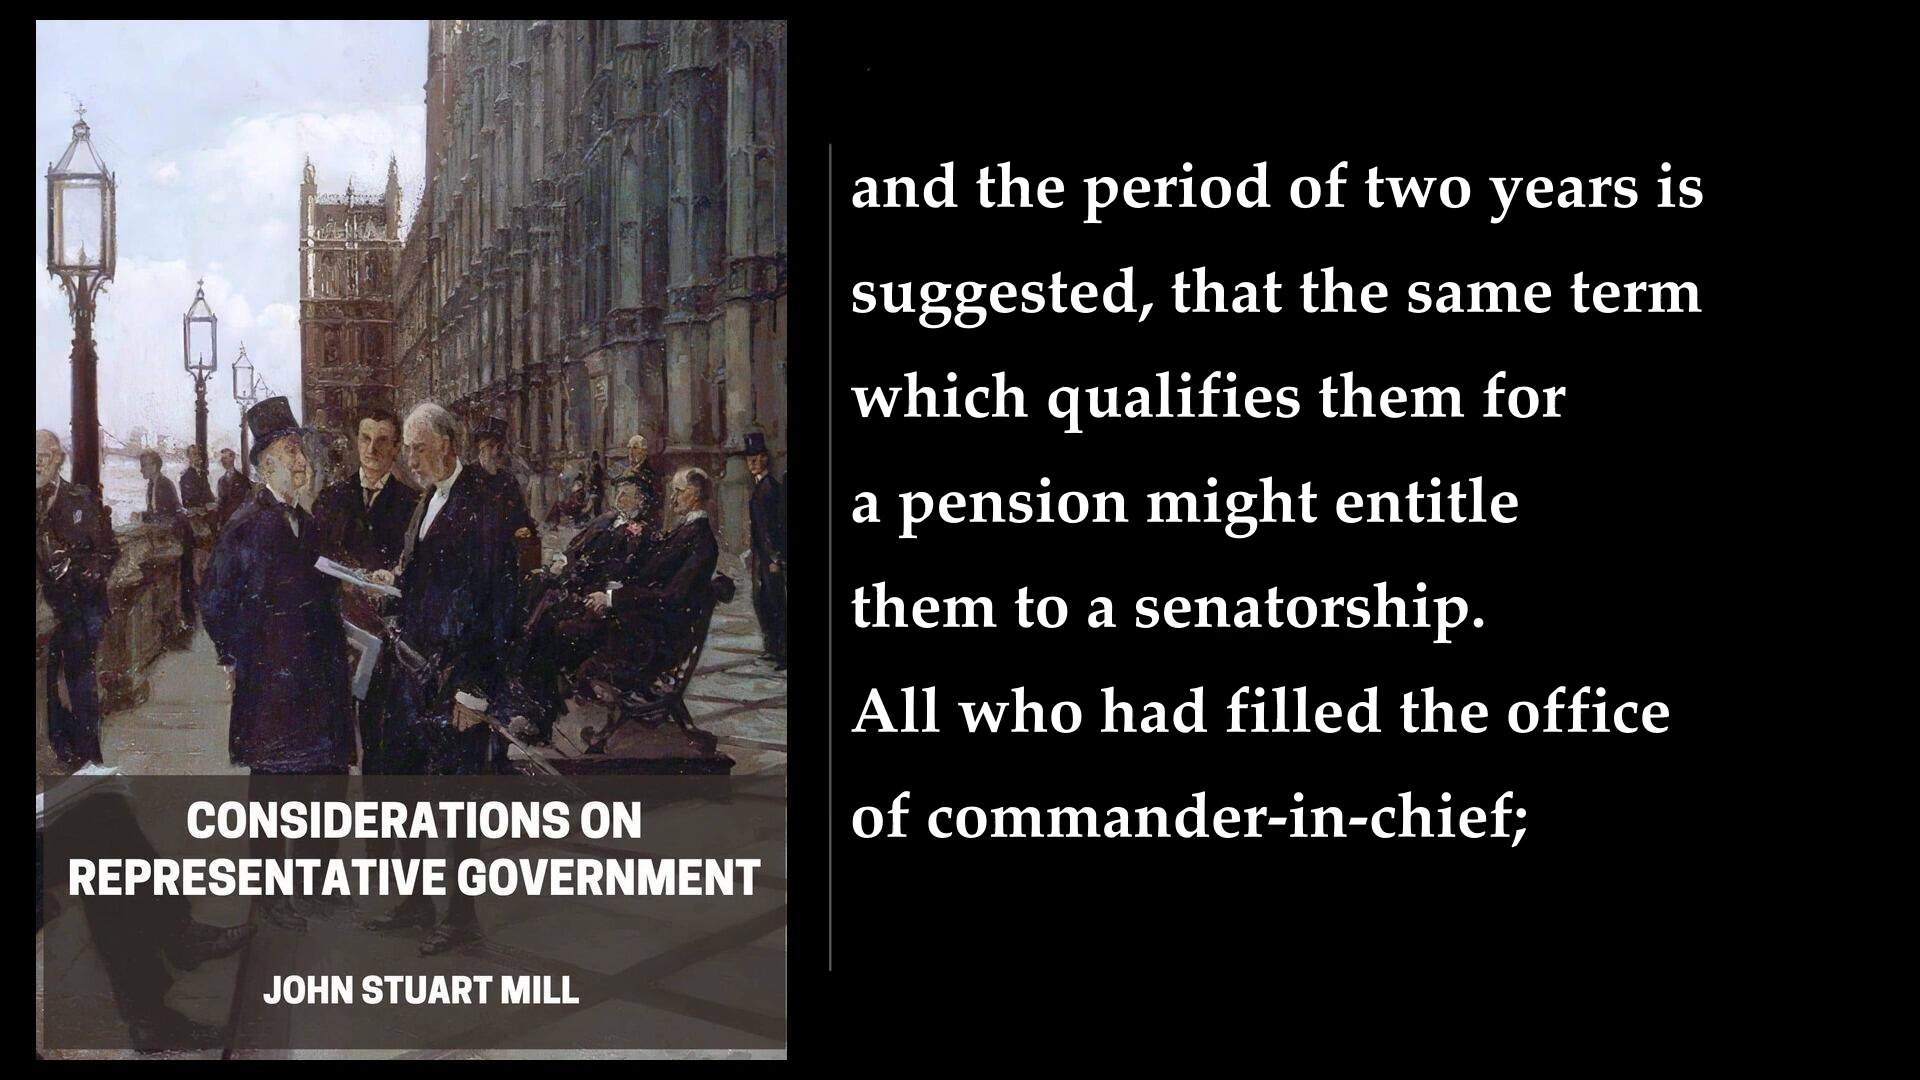 CONSIDERATIONS ON
REPRESENTATIVE GOVERNMENT
JOHN STUART MILL
and the period of two years is
suggested, that the same term
which qualifies them for
a pension might entitle
them to a senatorship.
All who had filled the office
of commander-in-chief;